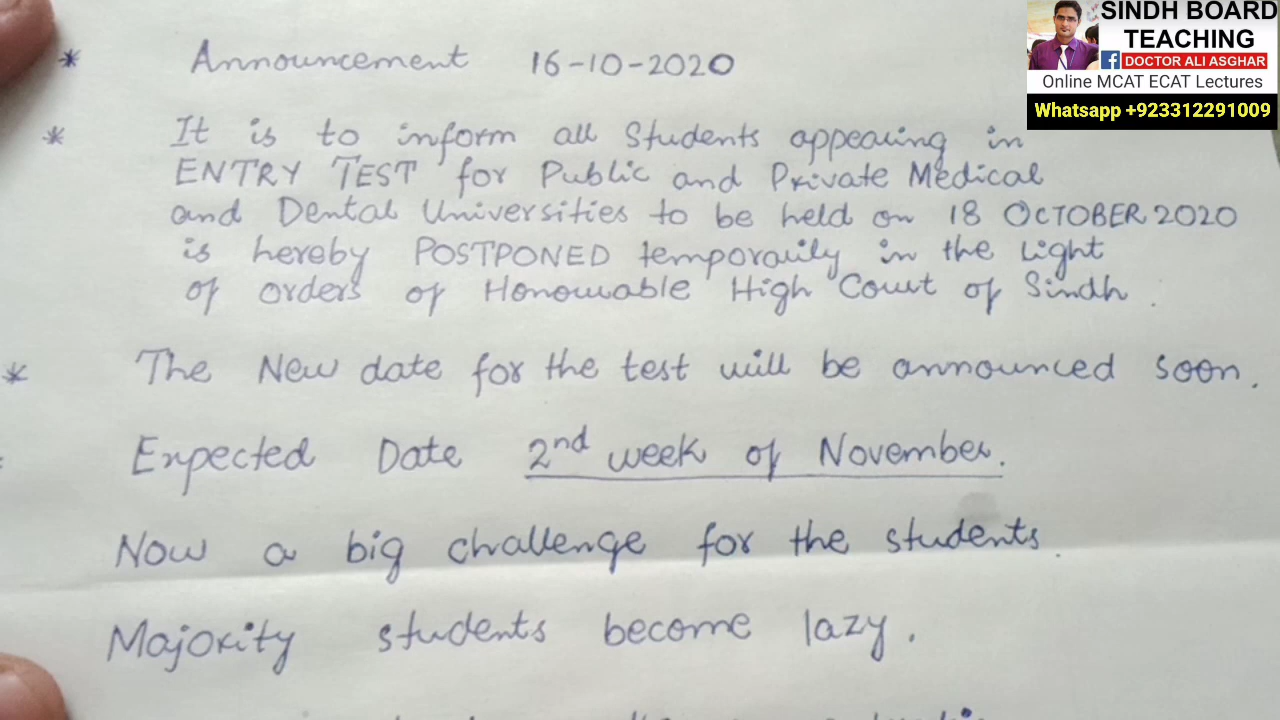 SINDH BOARD
TEACHING
DOCTOR ALI ASGHAR
Online MCAT ECAT Lectures
Whatsapp +923312291009
* Announcement 16-10-2020
* It is to inform all Students appearing in
ENTRY TEST for Public and Private Medical
and Dental Universities to be held on 18 OCTOBER 2020
is hereby POSTPONED temporarily in the Light
of orders of Honourable High Court of Sindh.
* The New date for the test will be announced soon.
Expected Date 2nd week of November.
Now a big challenge for the students.
Majority students become lazy.